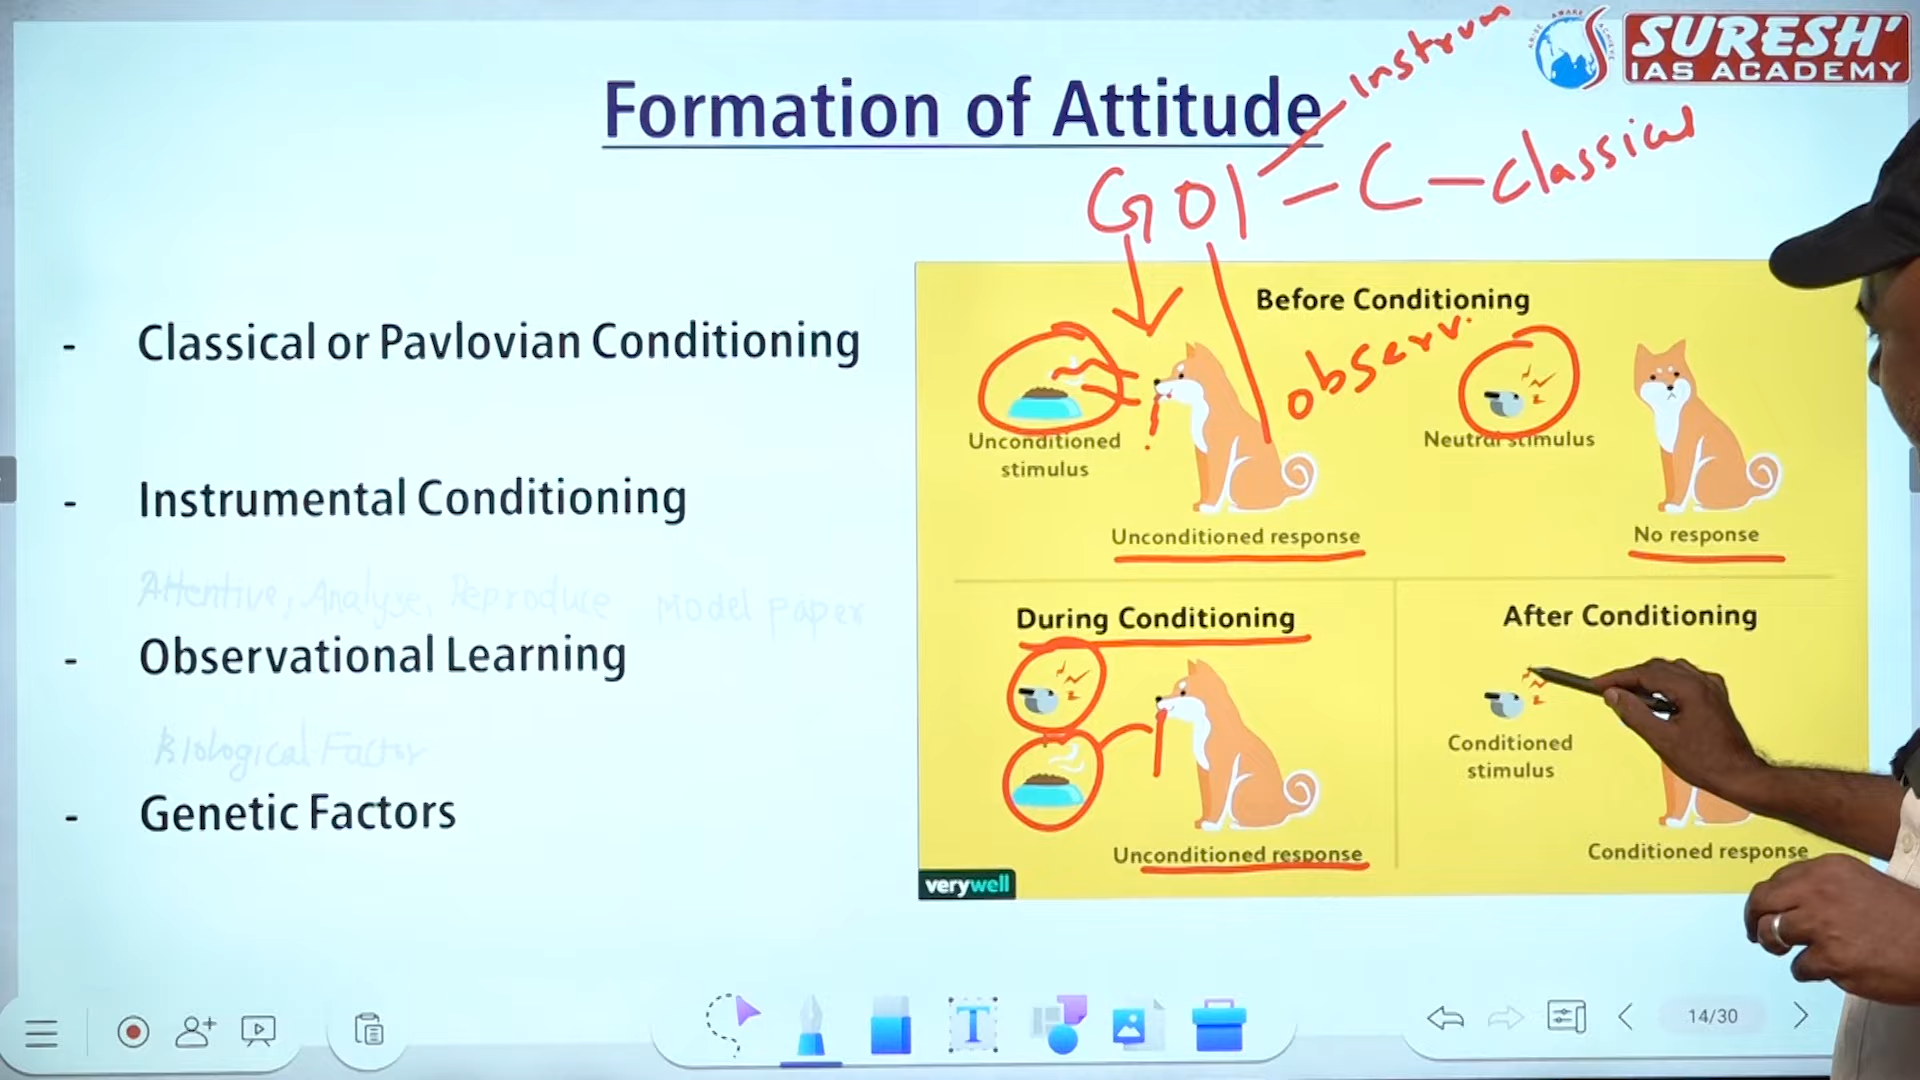 SURESH'
IAS ACADEMY
Formation of Attitude
Instrum
GOI - C - classical
- Classical or Pavlovian Conditioning
- Instrumental Conditioning
Attentive, Analyse, Reproduce Model paper
- Observational Learning
Biological Factor
- Genetic Factors
Before Conditioning
observ.
Unconditioned
stimulus
Neutral stimulus
Unconditioned response
No response
During Conditioning
Unconditioned response
After Conditioning
Conditioned
stimulus
Conditioned response
verywell
T
14/30